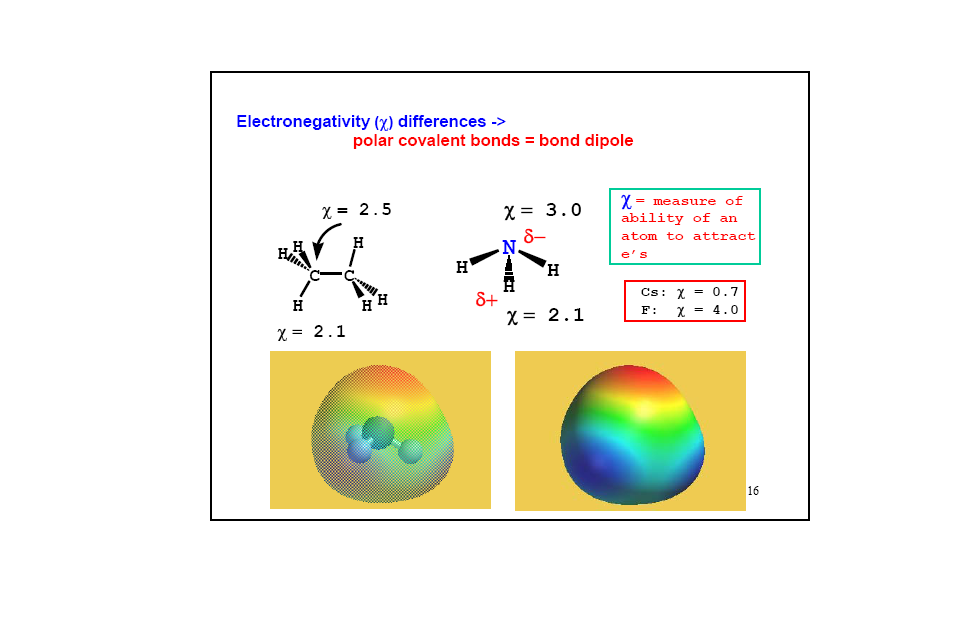 Electronegativity (χ) differences ->
polar covalent bonds = bond dipole
χ = 2.5
χ = 3.0
χ = measure of
ability of an
atom to attract
e's
H H H
C C
H H H
χ = 2.1
N δ−
H H
H
δ+
χ = 2.1
Cs: χ = 0.7
F: χ = 4.0
16